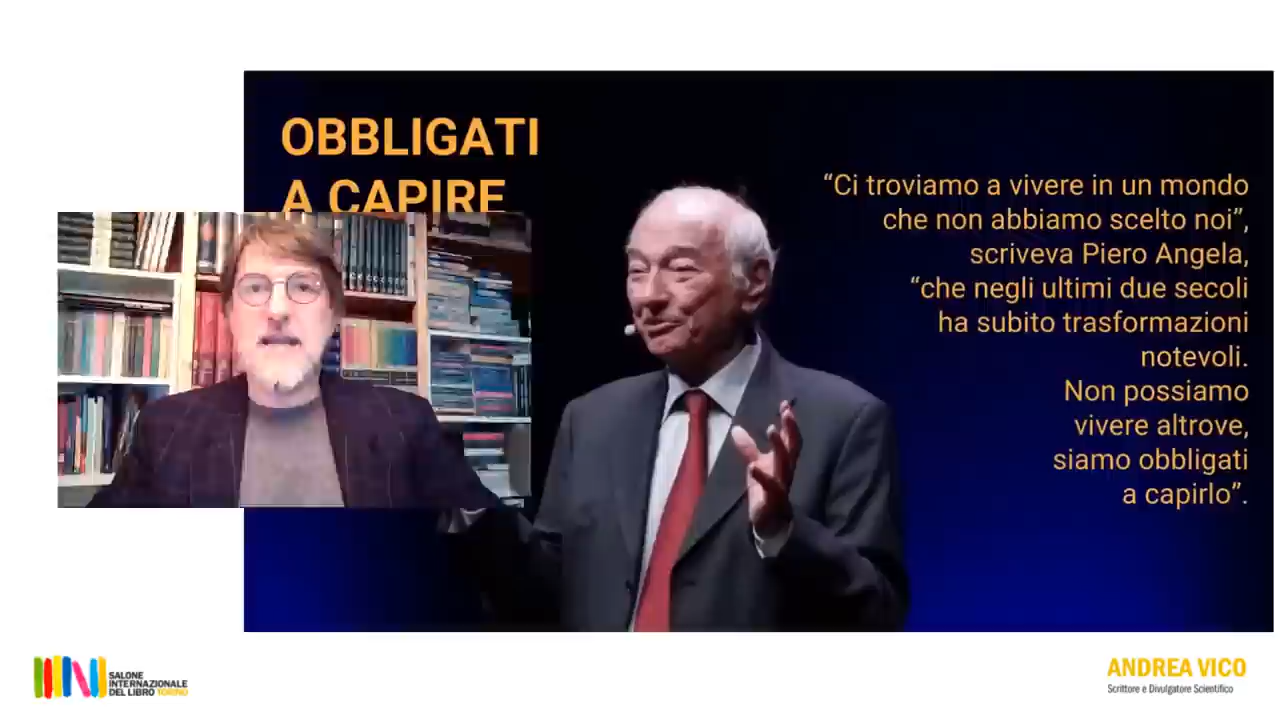 OBBLIGATI
A CAPIRE
“Ci troviamo a vivere in un mondo
che non abbiamo scelto noi”,
scriveva Piero Angela,
“che negli ultimi due secoli
ha subito trasformazioni
notevoli.
Non possiamo
vivere altrove,
siamo obbligati
a capirlo”.
SALONE
INTERNAZIONALE
DEL LIBRO TORINO
ANDREA VICO
Scrittore e Divulgatore Scientifico